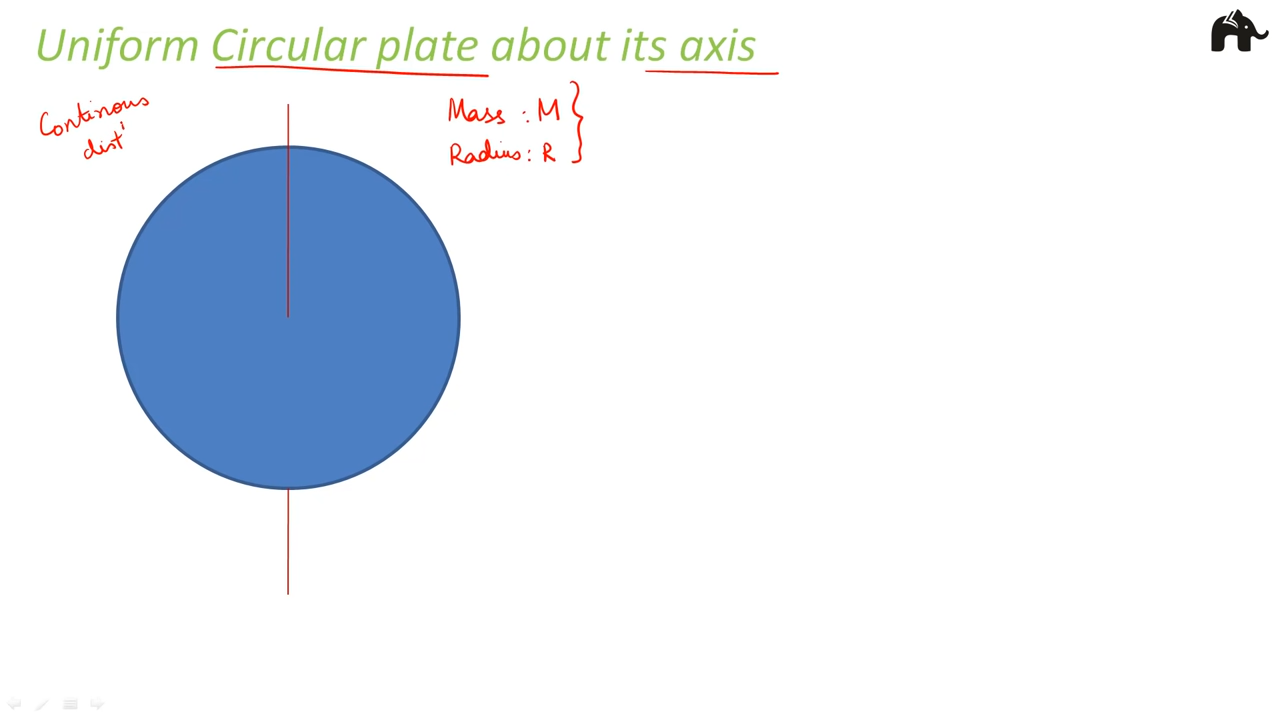 Uniform Circular plate about its axis
Continous
dist'
Mass : M
Radius : R